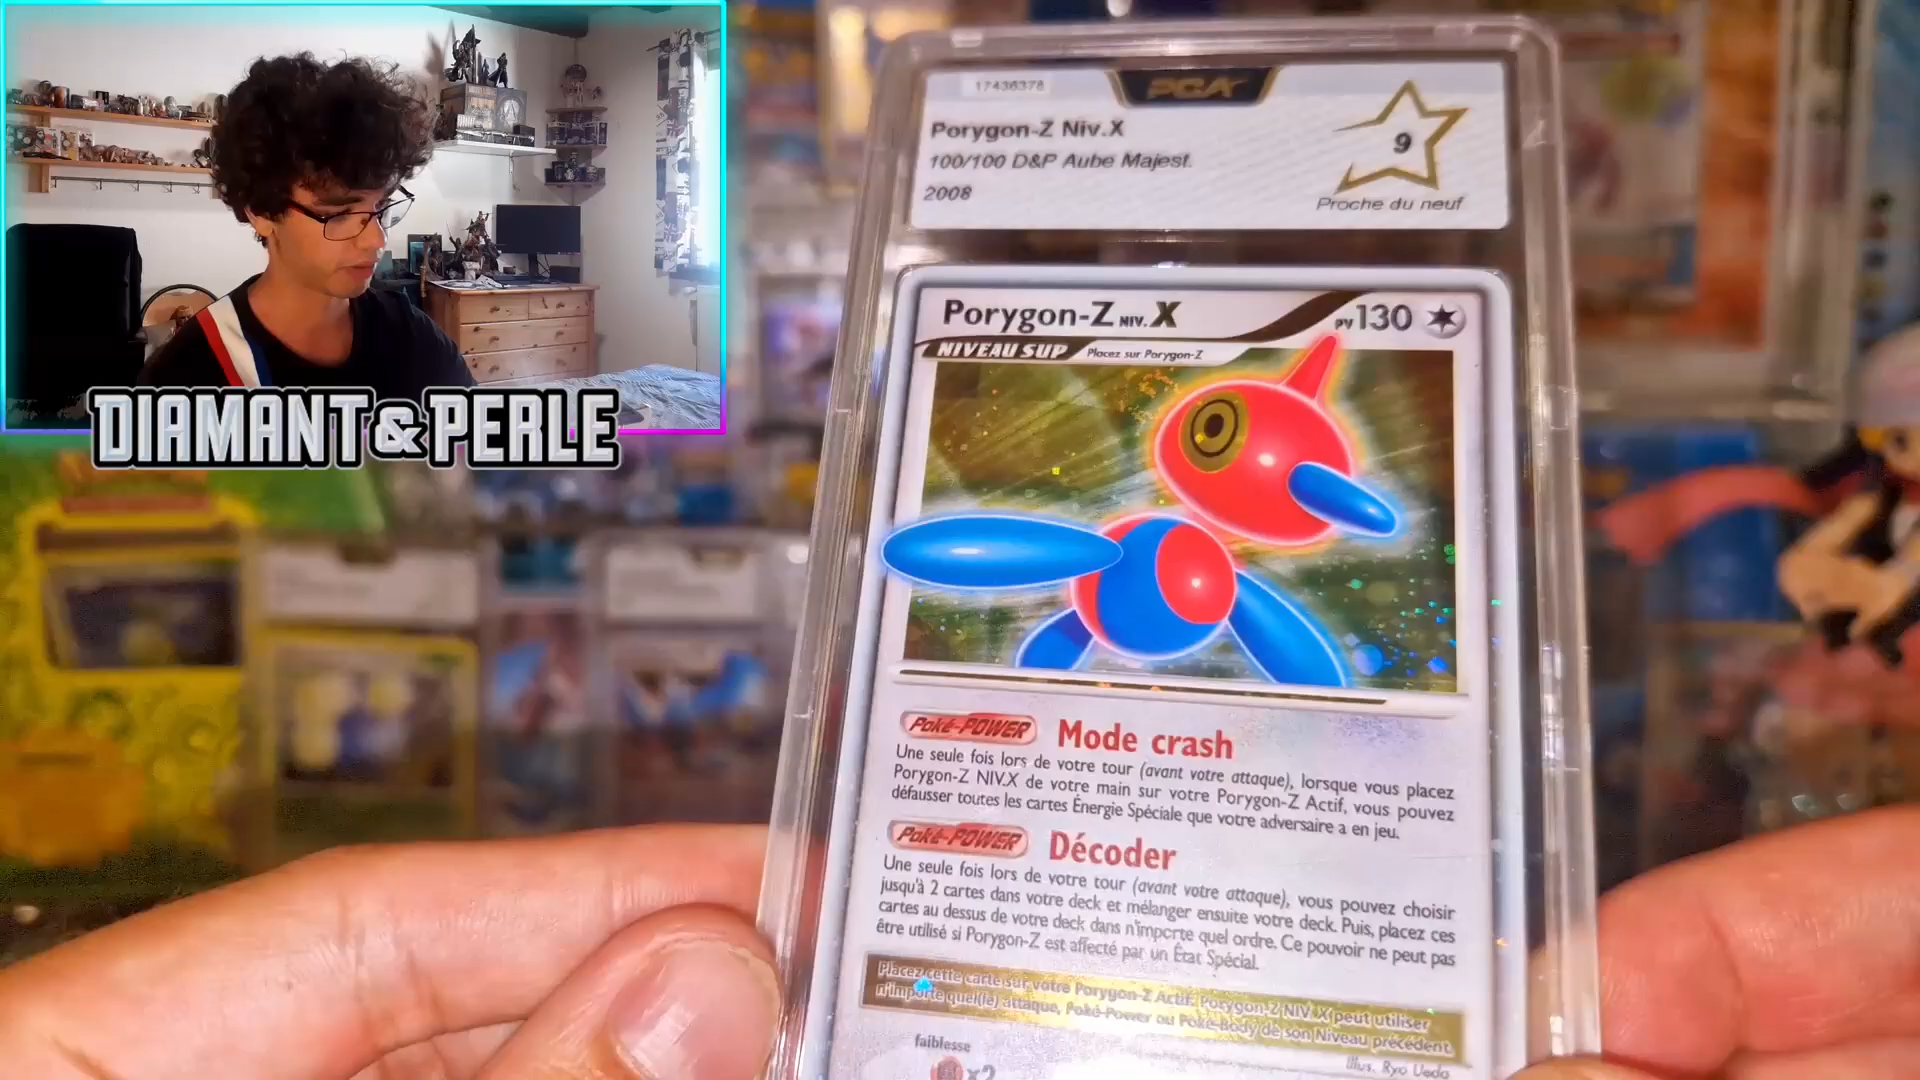 DIAMANT&PERLE
17436378
PCA
Porygon-Z Niv.X
100/100 D&P Aube Majest.
2008
9
Proche du neuf
Porygon-Z NIV.X
PV 130
NIVEAU SUP Placez sur Porygon-Z
Poké-POWER Mode crash
Une seule fois lors de votre tour (avant votre attaque), lorsque vous placez
Porygon-Z NIV.X de votre main sur votre Porygon-Z Actif, vous pouvez
défausser toutes les cartes Énergie Spéciale que votre adversaire a en jeu.
Poké-POWER Décoder
Une seule fois lors de votre tour (avant votre attaque), vous pouvez choisir
jusqu'à 2 cartes dans votre deck et mélanger ensuite votre deck. Puis, placez ces
cartes au dessus de votre deck dans n'importe quel ordre. Ce pouvoir ne peut pas
être utilisé si Porygon-Z est affecté par un État Spécial.
Placez cette carte sur votre Porygon-Z Actif. Porygon-Z NIV.X peut utiliser
n'importe quel(le) attaque, Poké-Power ou Poké-Body de son Niveau précédent.
Illus. Ryo Ueda
faiblesse
x2